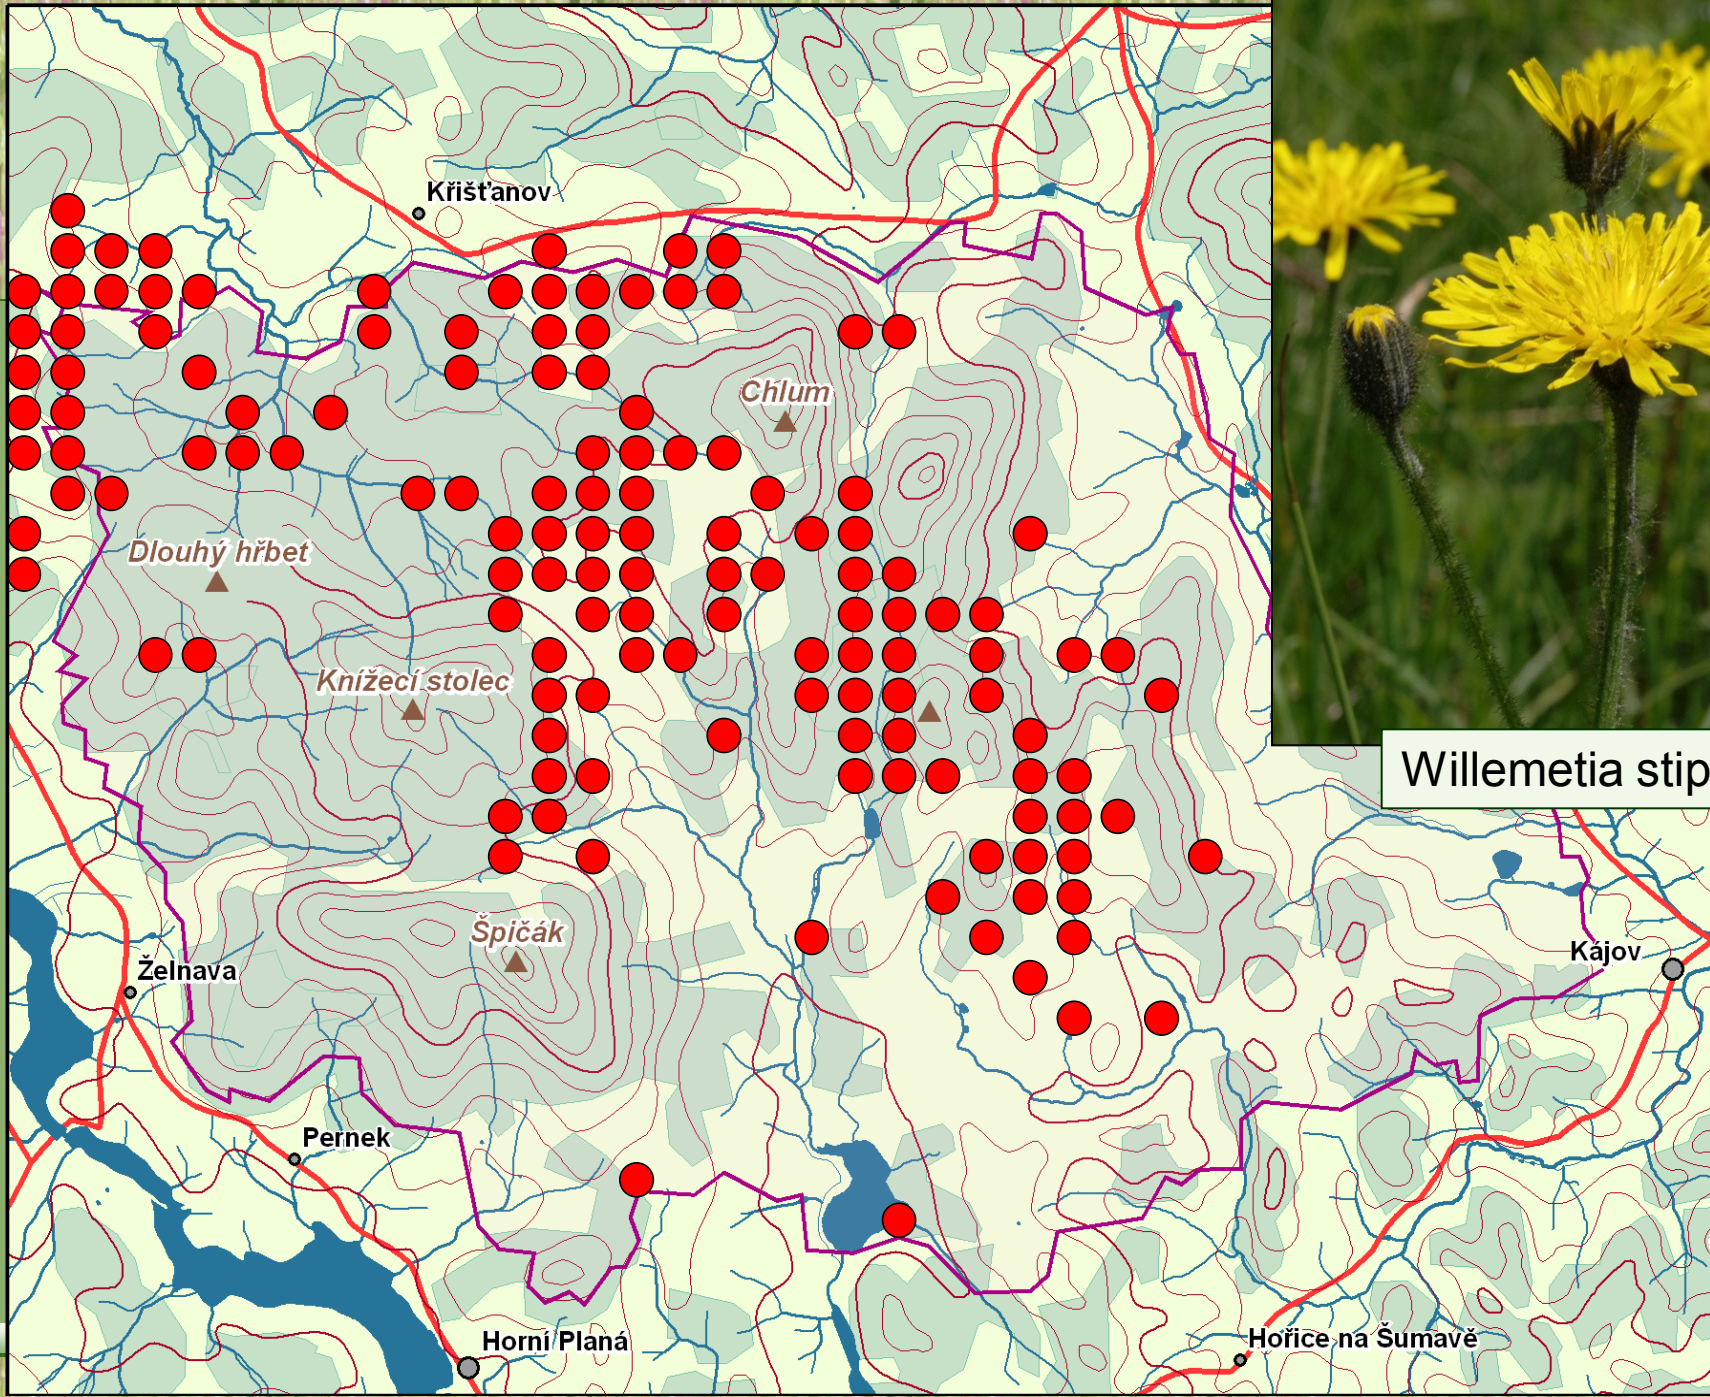 Křišťanov
Chlum
Dlouhý hřbet
Knížecí stolec
Willemetia stip
Špičák
Kájov
Želnava
Pernek
Horní Planá
Hořice na Šumavě